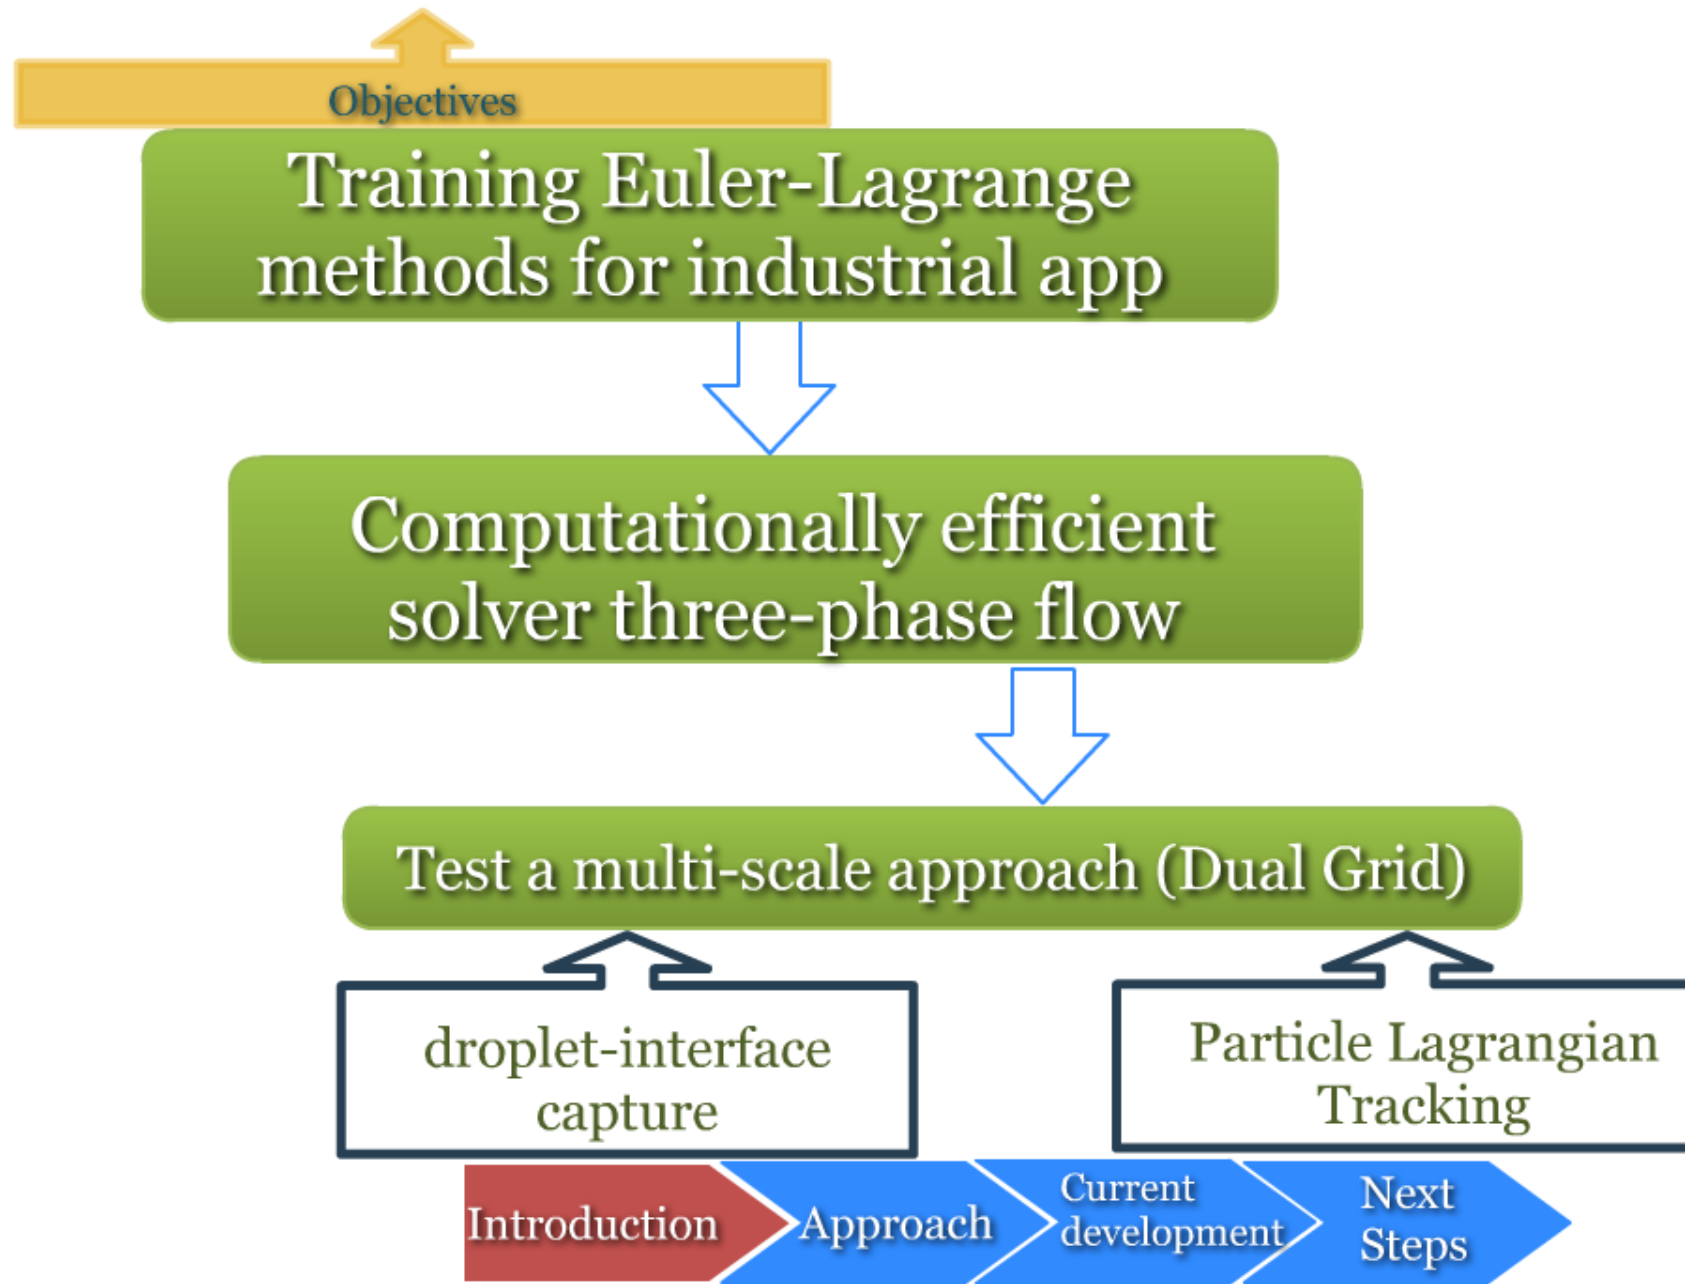 Objectives
Training Euler-Lagrange
methods for industrial app
Computationally efficient
solver three-phase flow
Test a multi-scale approach (Dual Grid)
droplet-interface
capture
Particle Lagrangian
Tracking
Introduction
Approach
Current
development
Next
Steps